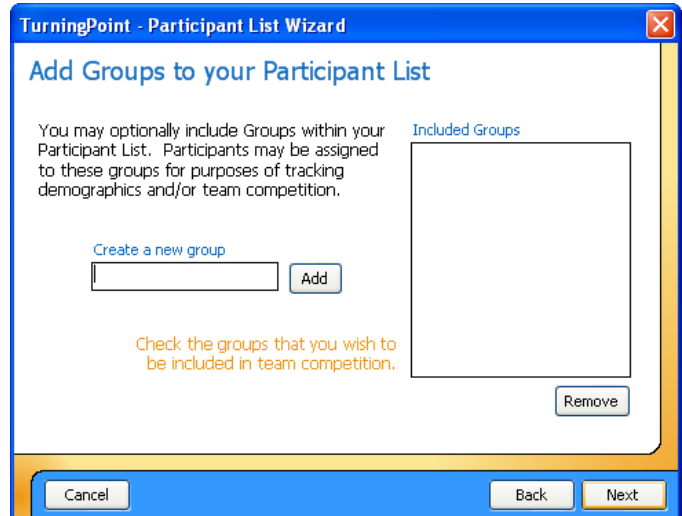 TurningPoint - Participant List Wizard
Add Groups to your Participant List
You may optionally include Groups within your
Participant List. Participants may be assigned
to these groups for purposes of tracking
demographics and/or team competition.
Included Groups
Create a new group
Add
Check the groups that you wish to
be included in team competition.
Remove
Cancel
Back
Next